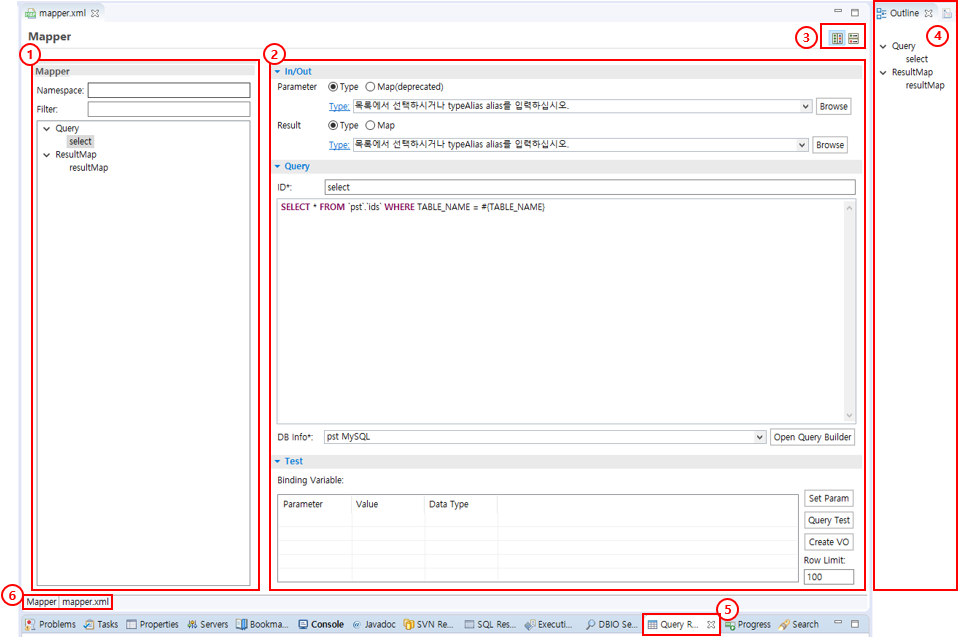 mapper.xml
Outline
Mapper
3
4
1
2
Mapper
Namespace:
Filter:
Query
select
ResultMap
resultMap
In/Out
Parameter Type Map(deprecated)
Type: 목록에서 선택하시거나 typeAlias alias를 입력하십시오. Browse
Result Type Map
Type: 목록에서 선택하시거나 typeAlias alias를 입력하십시오. Browse
Query
ID*: select
SELECT * FROM `pst`.`ids` WHERE TABLE_NAME = #{TABLE_NAME}
DB Info*: pst MySQL Open Query Builder
Test
Binding Variable:
Parameter Value Data Type
Set Param
Query Test
Create VO
Row Limit:
100
Query
select
ResultMap
resultMap
6
Mapper mapper.xml
5
Problems Tasks Properties Servers Bookma... Console Javadoc SVN Re... SQL Res... Executi... DBIO Se... Query R... Progress Search